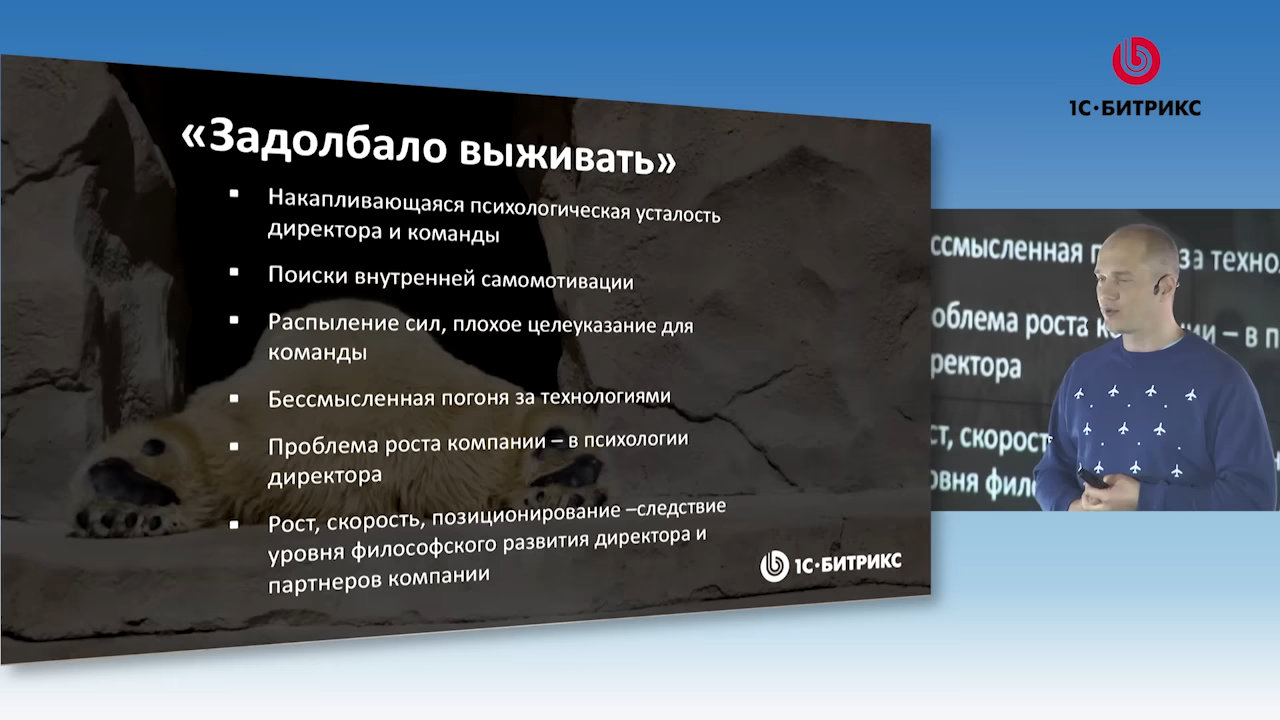 1С·БИТРИКС
«Задолбало выживать»
Накапливающаяся психологическая усталость
директора и команды
Поиски внутренней самомотивации
Распыление сил, плохое целеуказание для
команды
Бессмысленная погоня за технологиями
Проблема роста компании – в психологии
директора
Рост, скорость, позиционирование –следствие
уровня философского развития директора и
партнеров компании
1С·БИТРИКС
ссмысленная п за техно
облема роста ко ии – в п
ректора
ст, скорост
овня фил